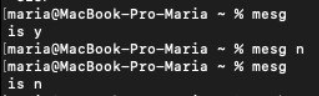 [maria@MacBook-Pro-Maria ~ % mesg
is y
[maria@MacBook-Pro-Maria ~ % mesg n
[maria@MacBook-Pro-Maria ~ % mesg
is n